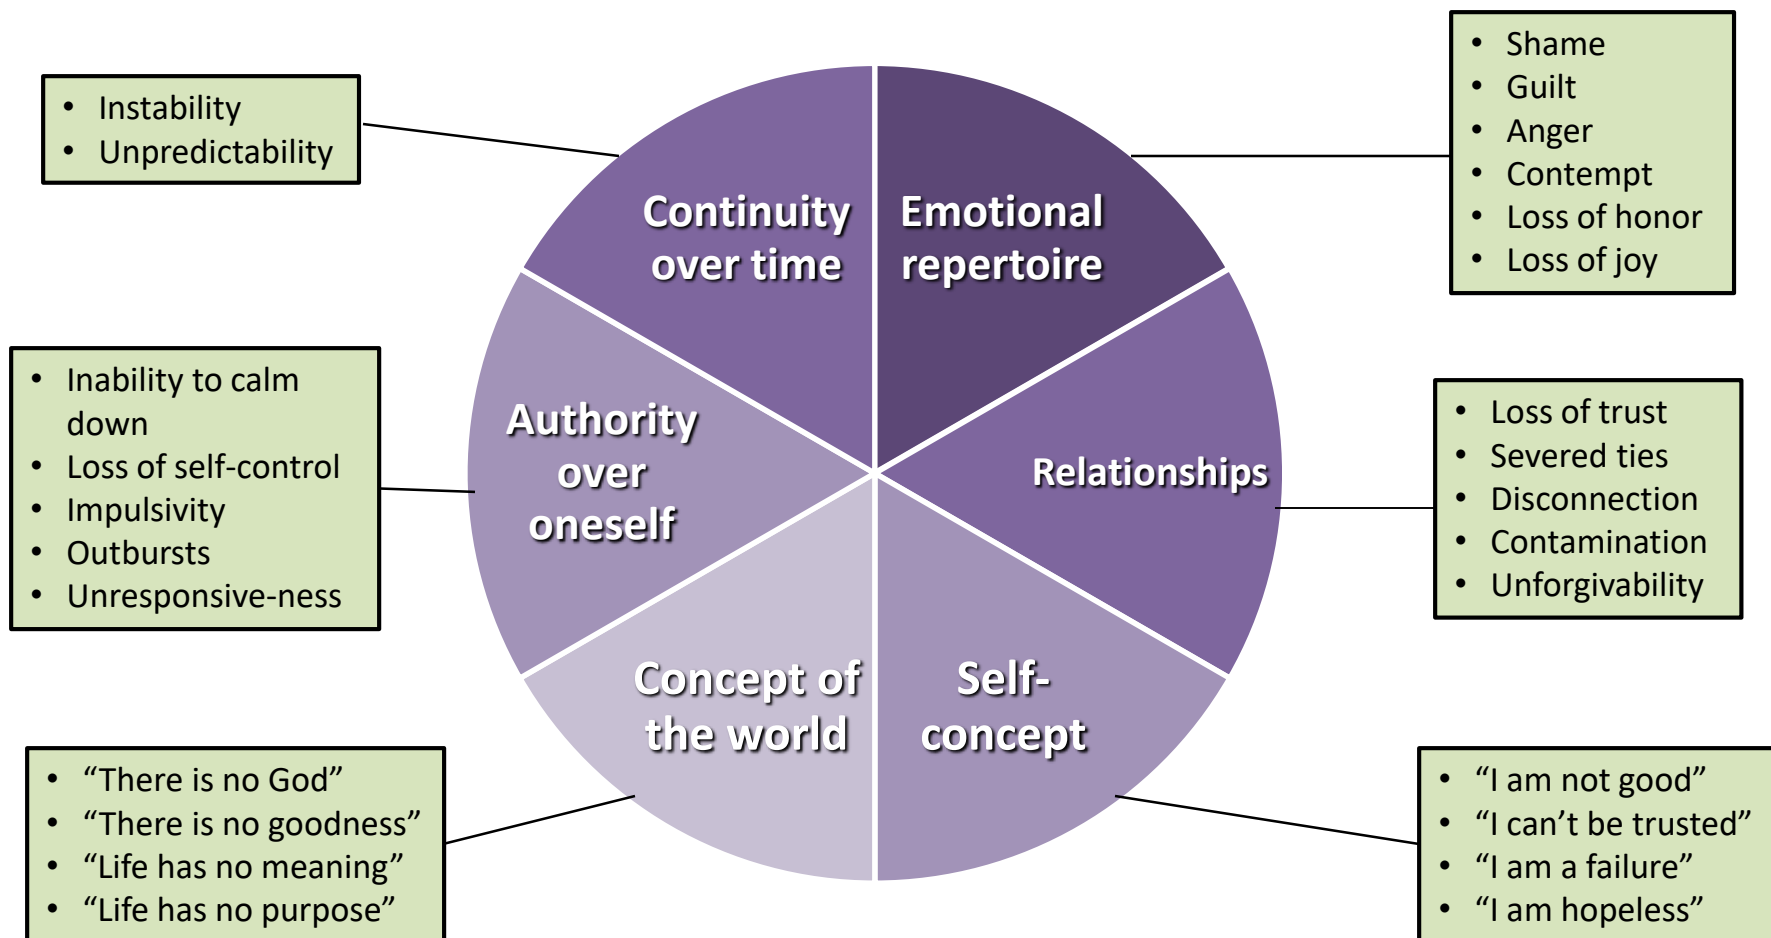 • Instability
• Unpredictability
Continuity
over time
Emotional
repertoire
• Shame
• Guilt
• Anger
• Contempt
• Loss of honor
• Loss of joy
• Inability to calm
down
• Loss of self-control
• Impulsivity
• Outbursts
• Unresponsive-ness
Authority
over
oneself
Relationships
• Loss of trust
• Severed ties
• Disconnection
• Contamination
• Unforgivability
Concept of
the world
Self-
concept
• “There is no God”
• “There is no goodness”
• “Life has no meaning”
• “Life has no purpose”
• “I am not good”
• “I can’t be trusted”
• “I am a failure”
• “I am hopeless”